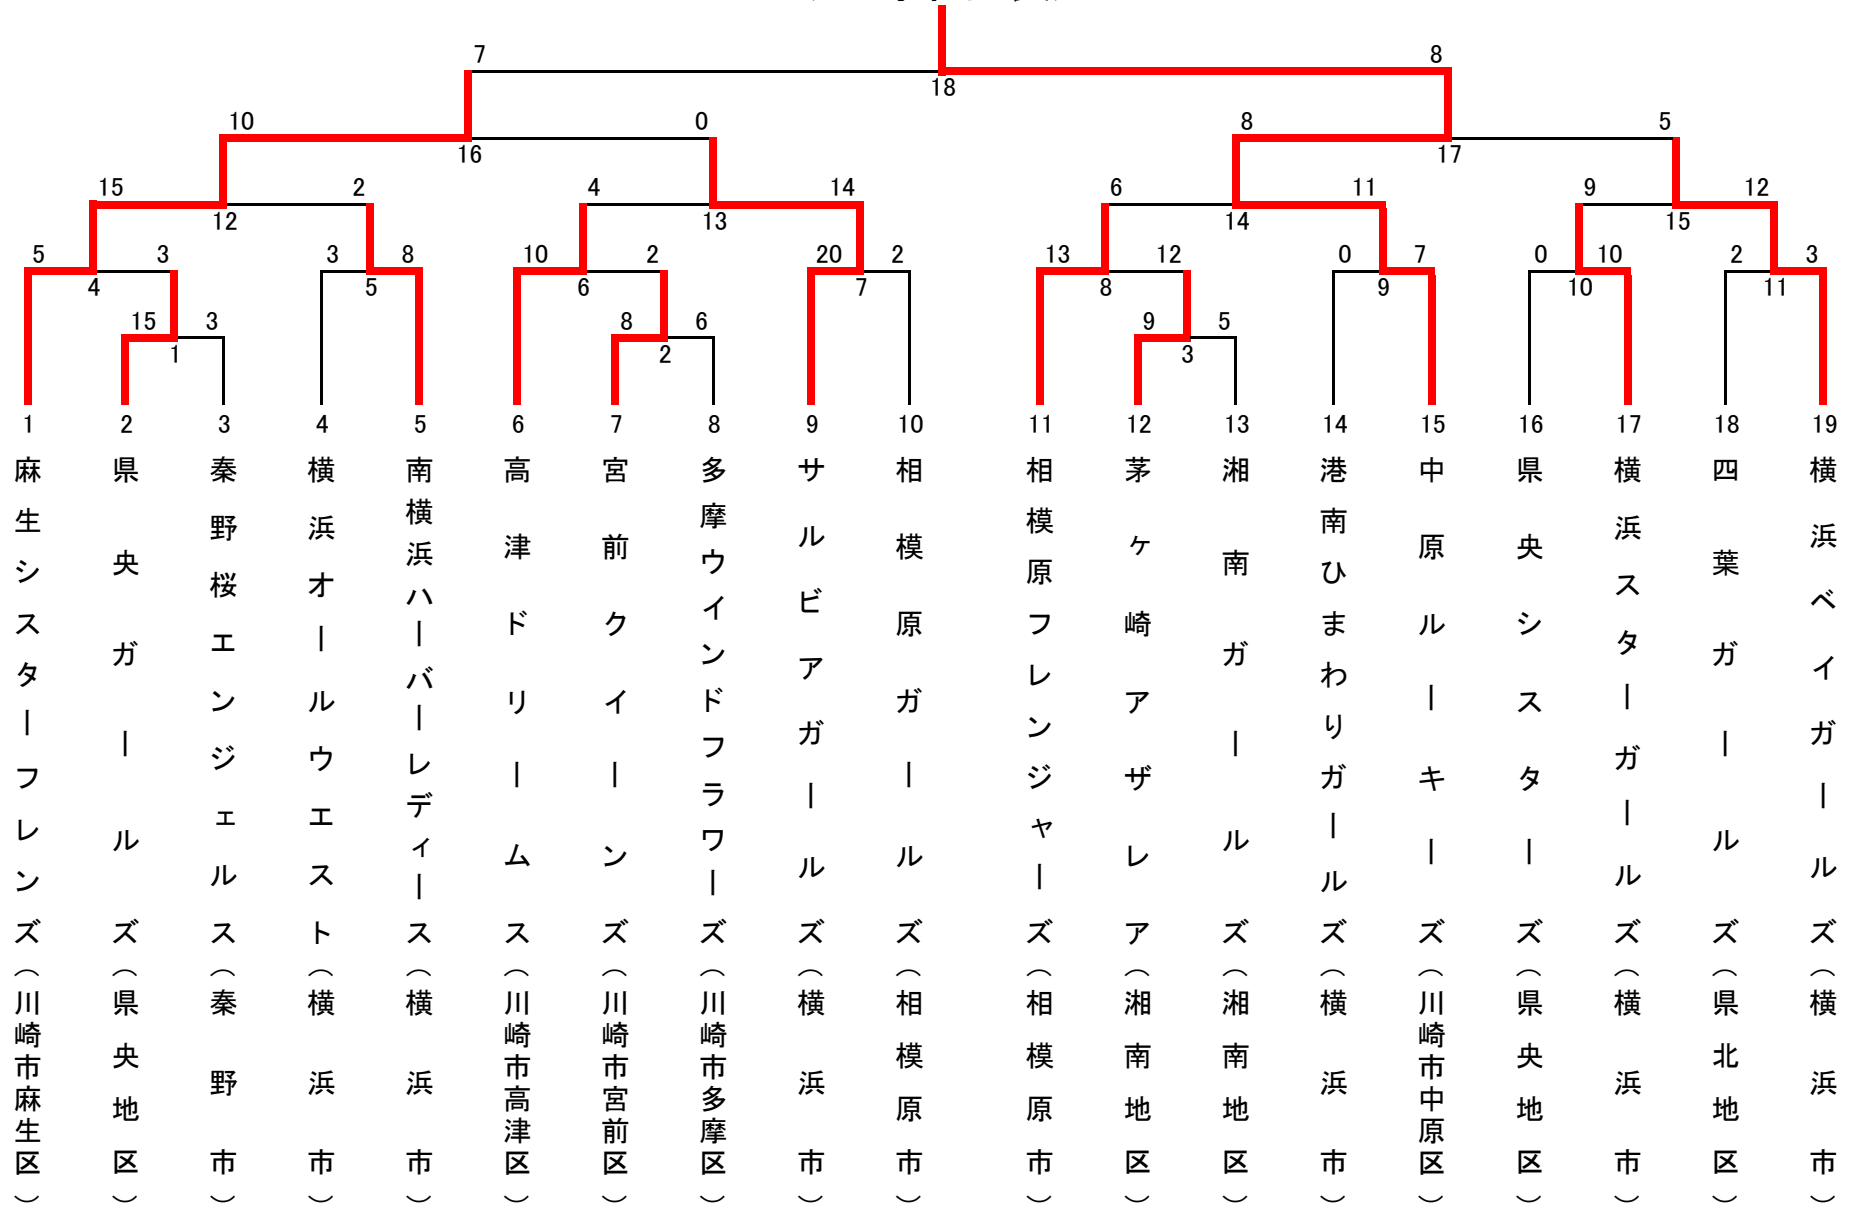 7 8
18
10 0 8 5
16 17
15 2 4 14 6 11 9 12
12 13 14 15
5 3 3 8 10 2 20 2 13 12 0 7 0 10 2 3
4 5 6 7 8 9 10 11
15 3 8 6 9 5
1 2 3
1 2 3 4 5 6 7 8 9 10 11 12 13 14 15 16 17 18 19
麻生シスターフレンズ（川崎市麻生区）
県央ガールズ（県央地区）
秦野桜エンジェルス（秦野市）
横浜オールウエスト（横浜市）
南横浜ハーバーレディース（横浜市）
高津ドリームス（川崎市高津区）
宮前クイーンズ（川崎市宮前区）
多摩ウインドフラワーズ（川崎市多摩区）
サルビアガールズ（横浜市）
相模原ガールズ（相模原市）
相模原フレンジャーズ（相模原市）
茅ヶ崎アザレア（湘南地区）
湘南ガールズ（湘南地区）
港南ひまわりガールズ（横浜市）
中原ルーキーズ（川崎市中原区）
県央シスターズ（県央地区）
横浜スターガールズ（横浜市）
四葉ガールズ（県北地区）
横浜ベイガールズ（横浜市）